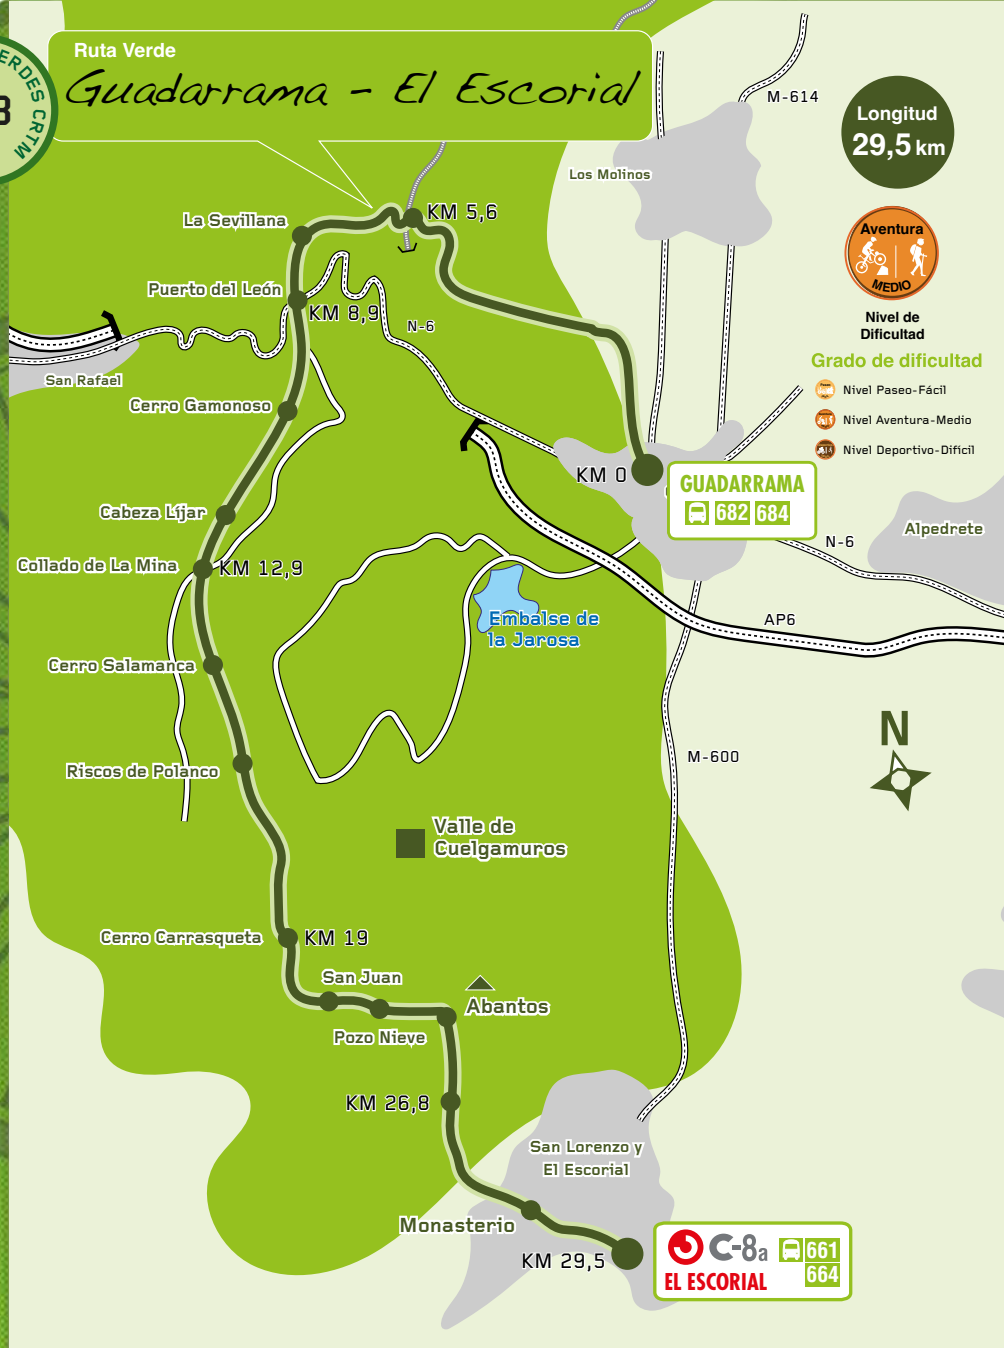 ERDES CRTM
3
Ruta Verde
Guadarrama - El Escorial
M-614
Longitud
29,5 km
Los Molinos
Aventura
MEDIO
Nivel de
Dificultad
Grado de dificultad
Nivel Paseo-Fácil
Nivel Aventura-Medio
Nivel Deportivo-Difícil
KM 5,6
La Sevillana
Puerto del León
KM 8,9
N-6
San Rafael
Cerro Gamonoso
KM 0
GUADARRAMA
682 684
Cabeza Líjar
Alpedrete
N-6
Collado de La Mina
KM 12,9
Embalse de
la Jarosa
AP6
Cerro Salamanca
N
M-600
Riscos de Polanco
Valle de
Cuelgamuros
Cerro Carrasqueta
KM 19
San Juan
Abantos
Pozo Nieve
KM 26,8
San Lorenzo y
El Escorial
Monasterio
KM 29,5
C-8a
661
664
EL ESCORIAL